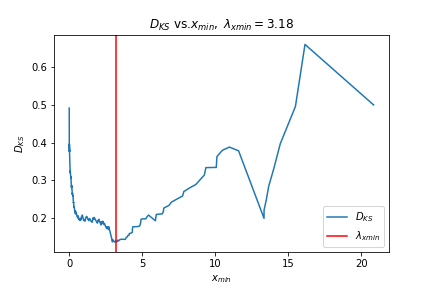 D_KS vs.x_min, λ_xmin = 3.18
D_KS
0.6
0.5
0.4
0.3
0.2
0
5
10
15
20
x_min
D_KS
λ_xmin